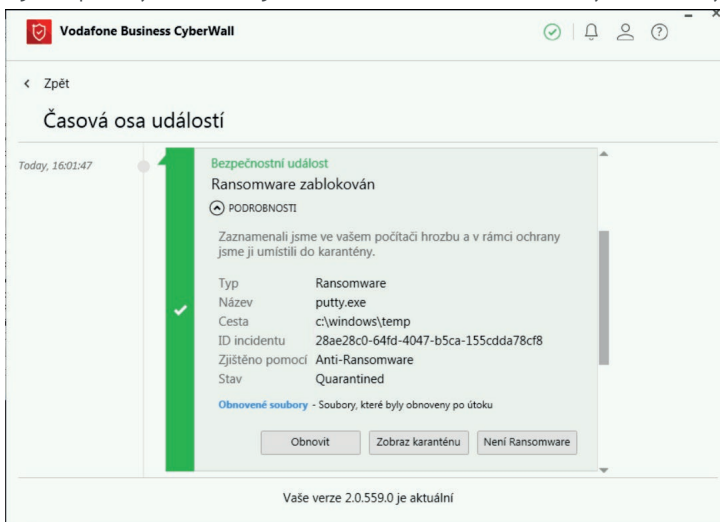 Vodafone Business CyberWall
Zpět
Časová osa událostí
Today, 16:01:47
Bezpečnostní událost
Ransomware zablokován
PODROBNOSTI
Zaznamenali jsme ve vašem počítači hrozbu a v rámci ochrany
jsme ji umístili do karantény.
Typ Ransomware
Název putty.exe
Cesta c:\windows\temp
ID incidentu 28ae28c0-64fd-4047-b5ca-155cdda78cf8
Zjištěno pomocí Anti-Ransomware
Stav Quarantined
Obnovené soubory - Soubory, které byly obnoveny po útoku
Obnovit Zobraz karanténu Není Ransomware
Vaše verze 2.0.559.0 je aktuální